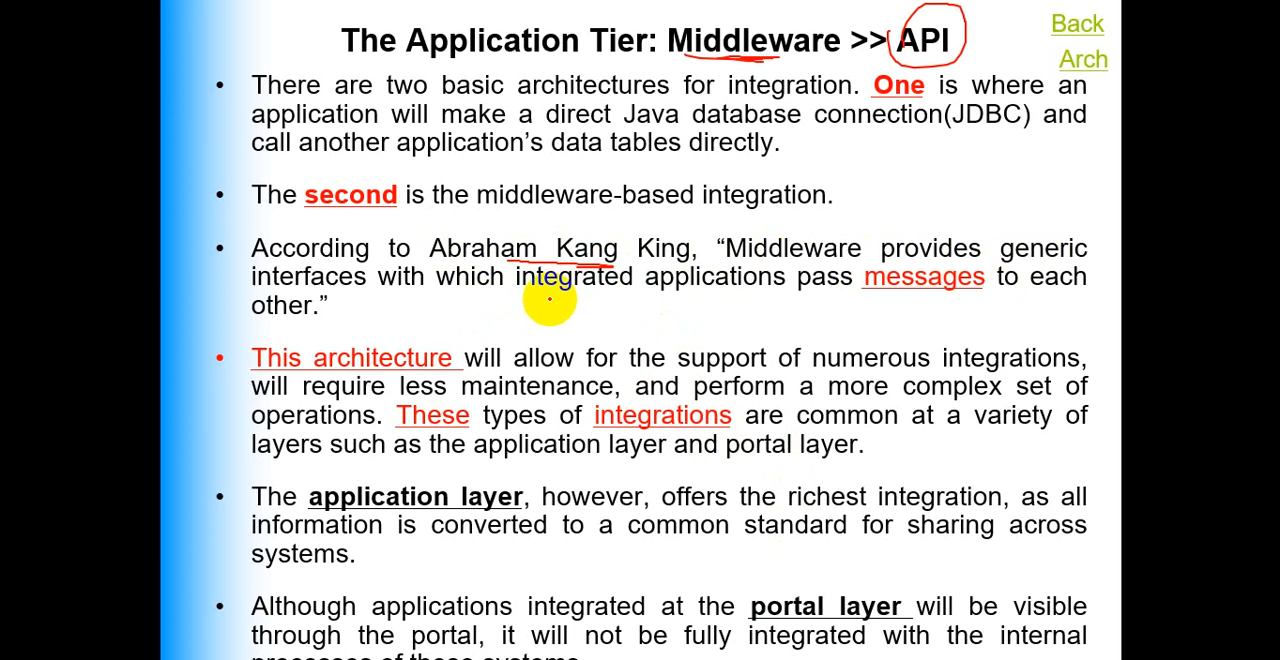 The Application Tier: Middleware >> API
Back
Arch
• There are two basic architectures for integration. One is where an
application will make a direct Java database connection(JDBC) and
call another application’s data tables directly.
• The second is the middleware-based integration.
• According to Abraham Kang King, “Middleware provides generic
interfaces with which integrated applications pass messages to each
other.”
• This architecture will allow for the support of numerous integrations,
will require less maintenance, and perform a more complex set of
operations. These types of integrations are common at a variety of
layers such as the application layer and portal layer.
• The application layer, however, offers the richest integration, as all
information is converted to a common standard for sharing across
systems.
• Although applications integrated at the portal layer will be visible
through the portal, it will not be fully integrated with the internal
processes of these systems.